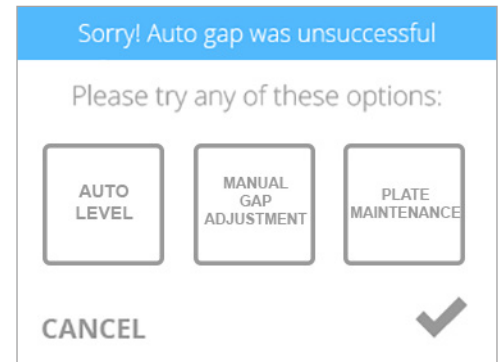 Sorry! Auto gap was unsuccessful
Please try any of these options:
AUTO
LEVEL
MANUAL
GAP
ADJUSTMENT
PLATE
MAINTENANCE
CANCEL